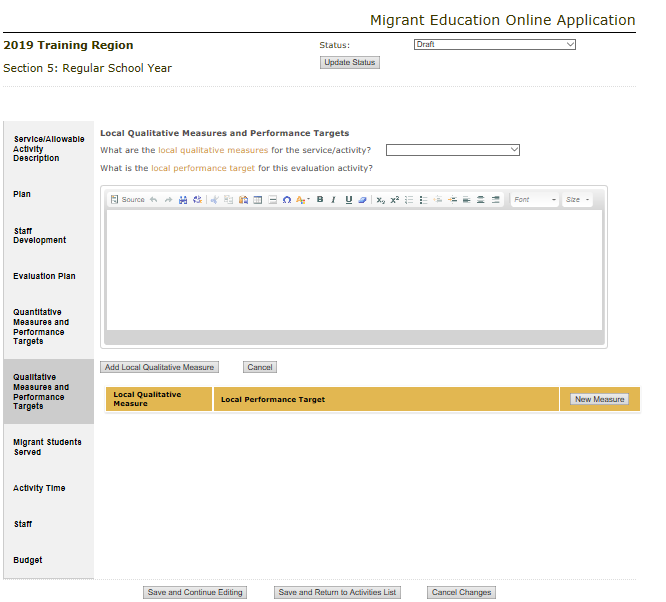 Migrant Education Online Application
2019 Training Region
Status:
Draft
Update Status
Section 5: Regular School Year
Service/Allowable
Activity
Description
Plan
Staff
Development
Evaluation Plan
Quantitative
Measures and
Performance
Targets
Qualitative
Measures and
Performance
Targets
Migrant Students
Served
Activity Time
Staff
Budget
Local Qualitative Measures and Performance Targets
What are the local qualitative measures for the service/activity?
What is the local performance target for this evaluation activity?
Source
B I U
Font
Size
Add Local Qualitative Measure
Cancel
Local Qualitative
Measure
Local Performance Target
New Measure
Save and Continue Editing
Save and Return to Activities List
Cancel Changes